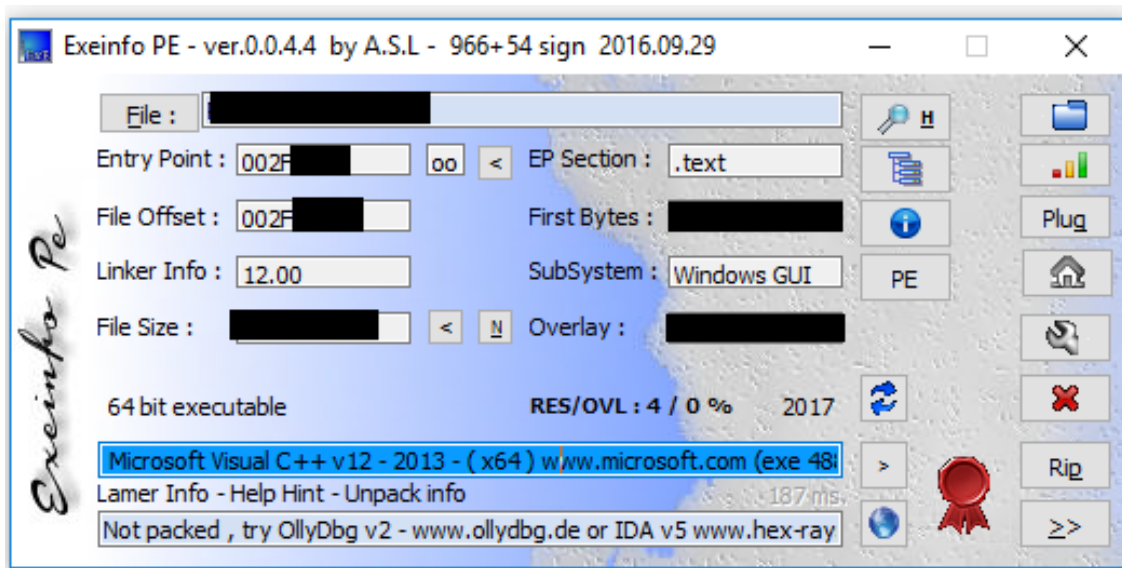 Exeinfo PE - ver.0.0.4.4 by A.S.L - 966+54 sign 2016.09.29
File :
H
Entry Point : 002F oo < EP Section : .text
File Offset : 002F First Bytes : Plug
Linker Info : 12.00 SubSystem : Windows GUI PE
File Size : < N Overlay :
64 bit executable RES/OVL : 4 / 0 % 2017
Microsoft Visual C++ v12 - 2013 - ( x64 ) www.microsoft.com (exe 48 > Rip
Lamer Info - Help Hint - Unpack info 187 ms.
Not packed , try OllyDbg v2 - www.ollydbg.de or IDA v5 www.hex-ray >>
Exeinfo Pe